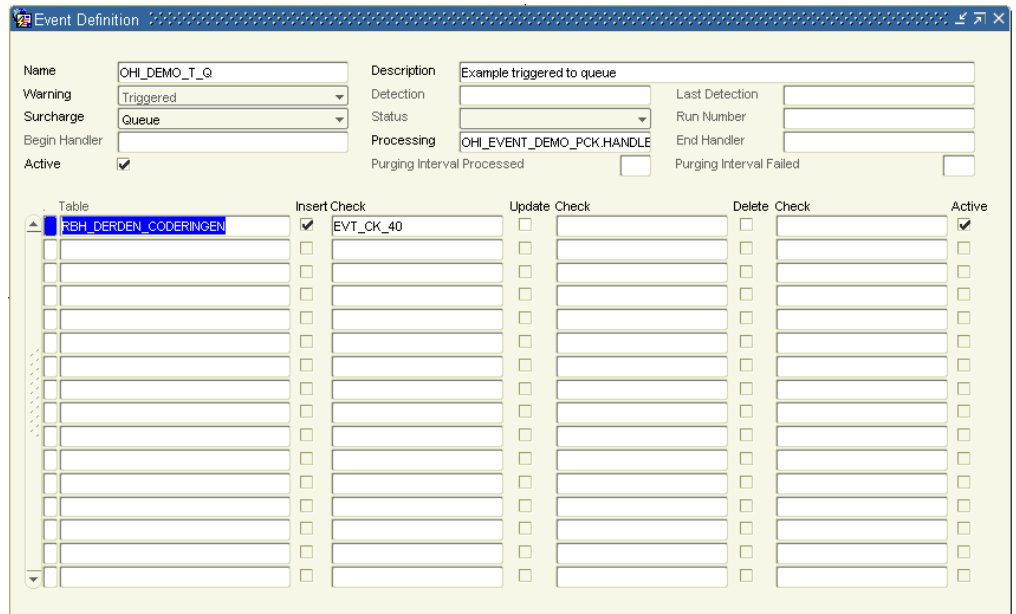 Event Definition
Name OHI_DEMO_T_Q Description Example triggered to queue
Warning Triggered Detection Last Detection
Surcharge Queue Status Run Number
Begin Handler Processing OHI_EVENT_DEMO_PCK.HANDLE End Handler
Active Purging Interval Processed Purging Interval Failed
Table Insert Check Update Check Delete Check Active
RBH_DERDEN_CODERINGEN EVT_CK_40